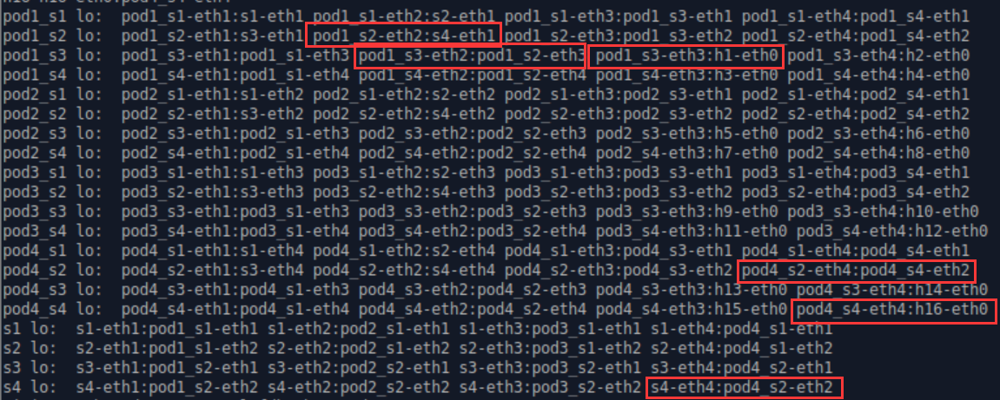 pod1_s1 lo:  pod1_s1-eth1:s1-eth1 pod1_s1-eth2:s2-eth1 pod1_s1-eth3:pod1_s3-eth1 pod1_s1-eth4:pod1_s4-eth1
pod1_s2 lo:  pod1_s2-eth1:s3-eth1 pod1_s2-eth2:s4-eth1 pod1_s2-eth3:pod1_s3-eth2 pod1_s2-eth4:pod1_s4-eth2
pod1_s3 lo:  pod1_s3-eth1:pod1_s1-eth3 pod1_s3-eth2:pod1_s2-eth3 pod1_s3-eth3:h1-eth0 pod1_s3-eth4:h2-eth0
pod1_s4 lo:  pod1_s4-eth1:pod1_s1-eth4 pod1_s4-eth2:pod1_s2-eth4 pod1_s4-eth3:h3-eth0 pod1_s4-eth4:h4-eth0
pod2_s1 lo:  pod2_s1-eth1:s1-eth2 pod2_s1-eth2:s2-eth2 pod2_s1-eth3:pod2_s3-eth1 pod2_s1-eth4:pod2_s4-eth1
pod2_s2 lo:  pod2_s2-eth1:s3-eth2 pod2_s2-eth2:s4-eth2 pod2_s2-eth3:pod2_s3-eth2 pod2_s2-eth4:pod2_s4-eth2
pod2_s3 lo:  pod2_s3-eth1:pod2_s1-eth3 pod2_s3-eth2:pod2_s2-eth3 pod2_s3-eth3:h5-eth0 pod2_s3-eth4:h6-eth0
pod2_s4 lo:  pod2_s4-eth1:pod2_s1-eth4 pod2_s4-eth2:pod2_s2-eth4 pod2_s4-eth3:h7-eth0 pod2_s4-eth4:h8-eth0
pod3_s1 lo:  pod3_s1-eth1:s1-eth3 pod3_s1-eth2:s2-eth3 pod3_s1-eth3:pod3_s3-eth1 pod3_s1-eth4:pod3_s4-eth1
pod3_s2 lo:  pod3_s2-eth1:s3-eth3 pod3_s2-eth2:s4-eth3 pod3_s2-eth3:pod3_s3-eth2 pod3_s2-eth4:pod3_s4-eth2
pod3_s3 lo:  pod3_s3-eth1:pod3_s1-eth3 pod3_s3-eth2:pod3_s2-eth3 pod3_s3-eth3:h9-eth0 pod3_s3-eth4:h10-eth0
pod3_s4 lo:  pod3_s4-eth1:pod3_s1-eth4 pod3_s4-eth2:pod3_s2-eth4 pod3_s4-eth3:h11-eth0 pod3_s4-eth4:h12-eth0
pod4_s1 lo:  pod4_s1-eth1:s1-eth4 pod4_s1-eth2:s2-eth4 pod4_s1-eth3:pod4_s3-eth1 pod4_s1-eth4:pod4_s4-eth1
pod4_s2 lo:  pod4_s2-eth1:s3-eth4 pod4_s2-eth2:s4-eth4 pod4_s2-eth3:pod4_s3-eth2 pod4_s2-eth4:pod4_s4-eth2
pod4_s3 lo:  pod4_s3-eth1:pod4_s1-eth3 pod4_s3-eth2:pod4_s2-eth3 pod4_s3-eth3:h13-eth0 pod4_s3-eth4:h14-eth0
pod4_s4 lo:  pod4_s4-eth1:pod4_s1-eth4 pod4_s4-eth2:pod4_s2-eth4 pod4_s4-eth3:h15-eth0 pod4_s4-eth4:h16-eth0
s1 lo:  s1-eth1:pod1_s1-eth1 s1-eth2:pod2_s1-eth1 s1-eth3:pod3_s1-eth1 s1-eth4:pod4_s1-eth1
s2 lo:  s2-eth1:pod1_s1-eth2 s2-eth2:pod2_s1-eth2 s2-eth3:pod3_s1-eth2 s2-eth4:pod4_s1-eth2
s3 lo:  s3-eth1:pod1_s2-eth1 s3-eth2:pod2_s2-eth1 s3-eth3:pod3_s2-eth1 s3-eth4:pod4_s2-eth1
s4 lo:  s4-eth1:pod1_s2-eth2 s4-eth2:pod2_s2-eth2 s4-eth3:pod3_s2-eth2 s4-eth4:pod4_s2-eth2